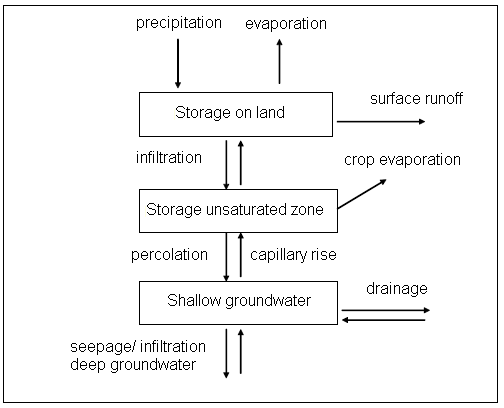 precipitation
evaporation
Storage on land
surface runoff
infiltration
crop evaporation
Storage unsaturated zone
percolation
capillary rise
Shallow groundwater
drainage
seepage/ infiltration
deep groundwater